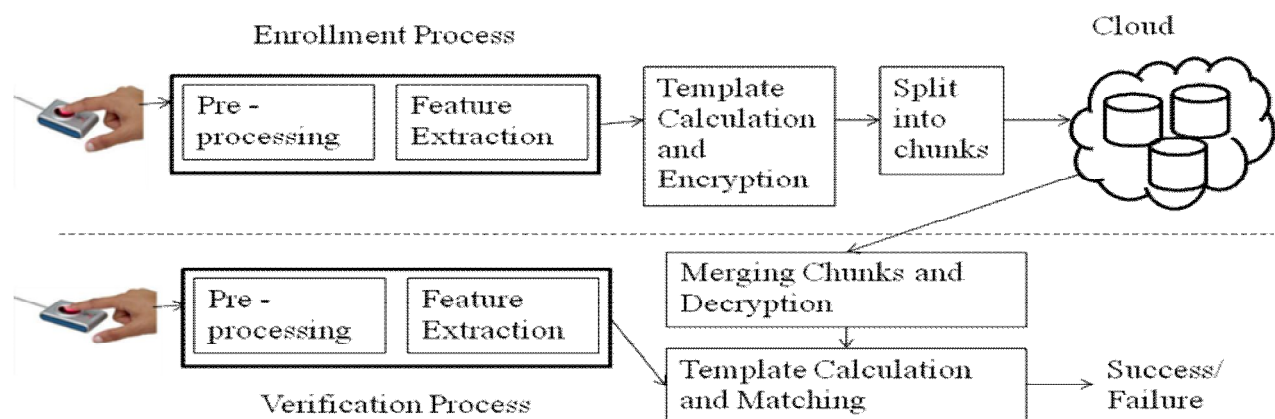 Enrollment Process
Cloud
Pre -
processing
Feature
Extraction
Template
Calculation
and
Encryption
Split
into
chunks
Merging Chunks and
Decryption
Pre -
processing
Feature
Extraction
Template Calculation
and Matching
Success/
Failure
Verification Process